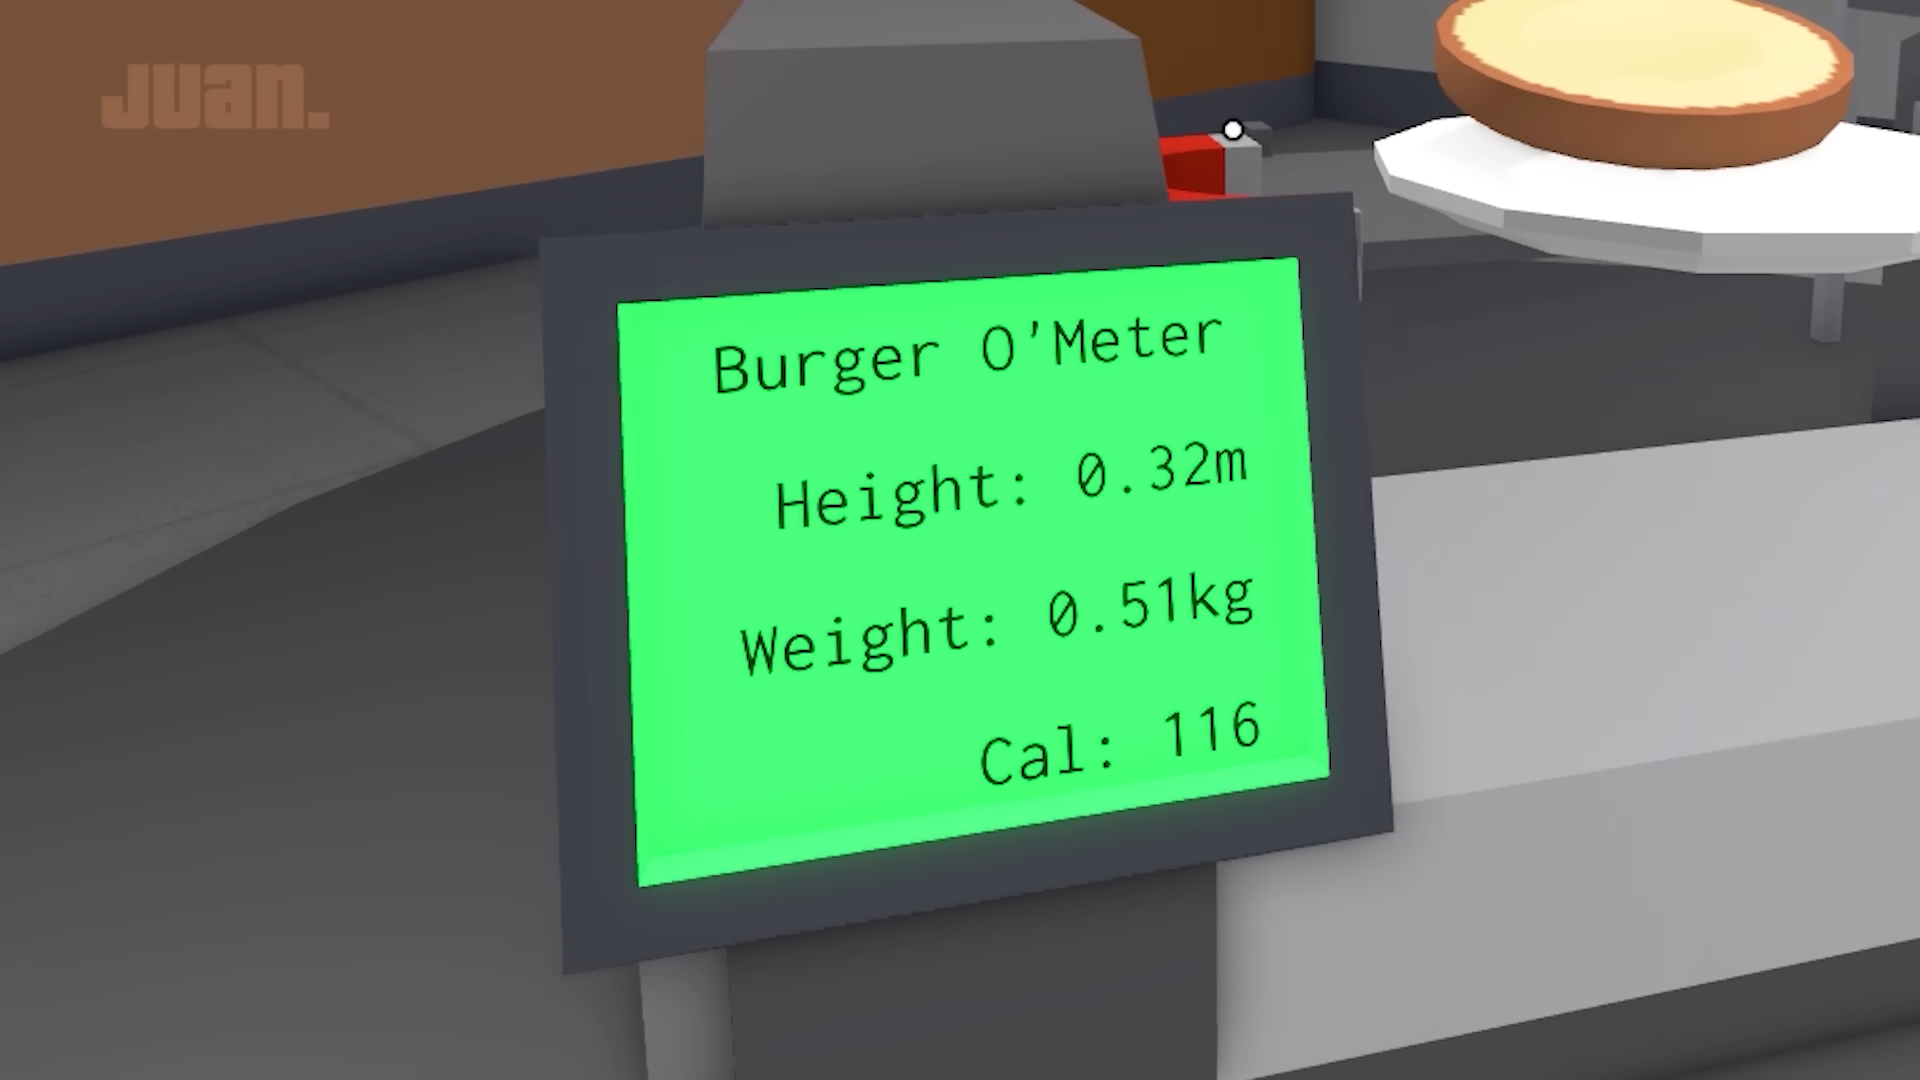 Juan.
Burger O'Meter
Height: 0.32m
Weight: 0.51kg
Cal: 116